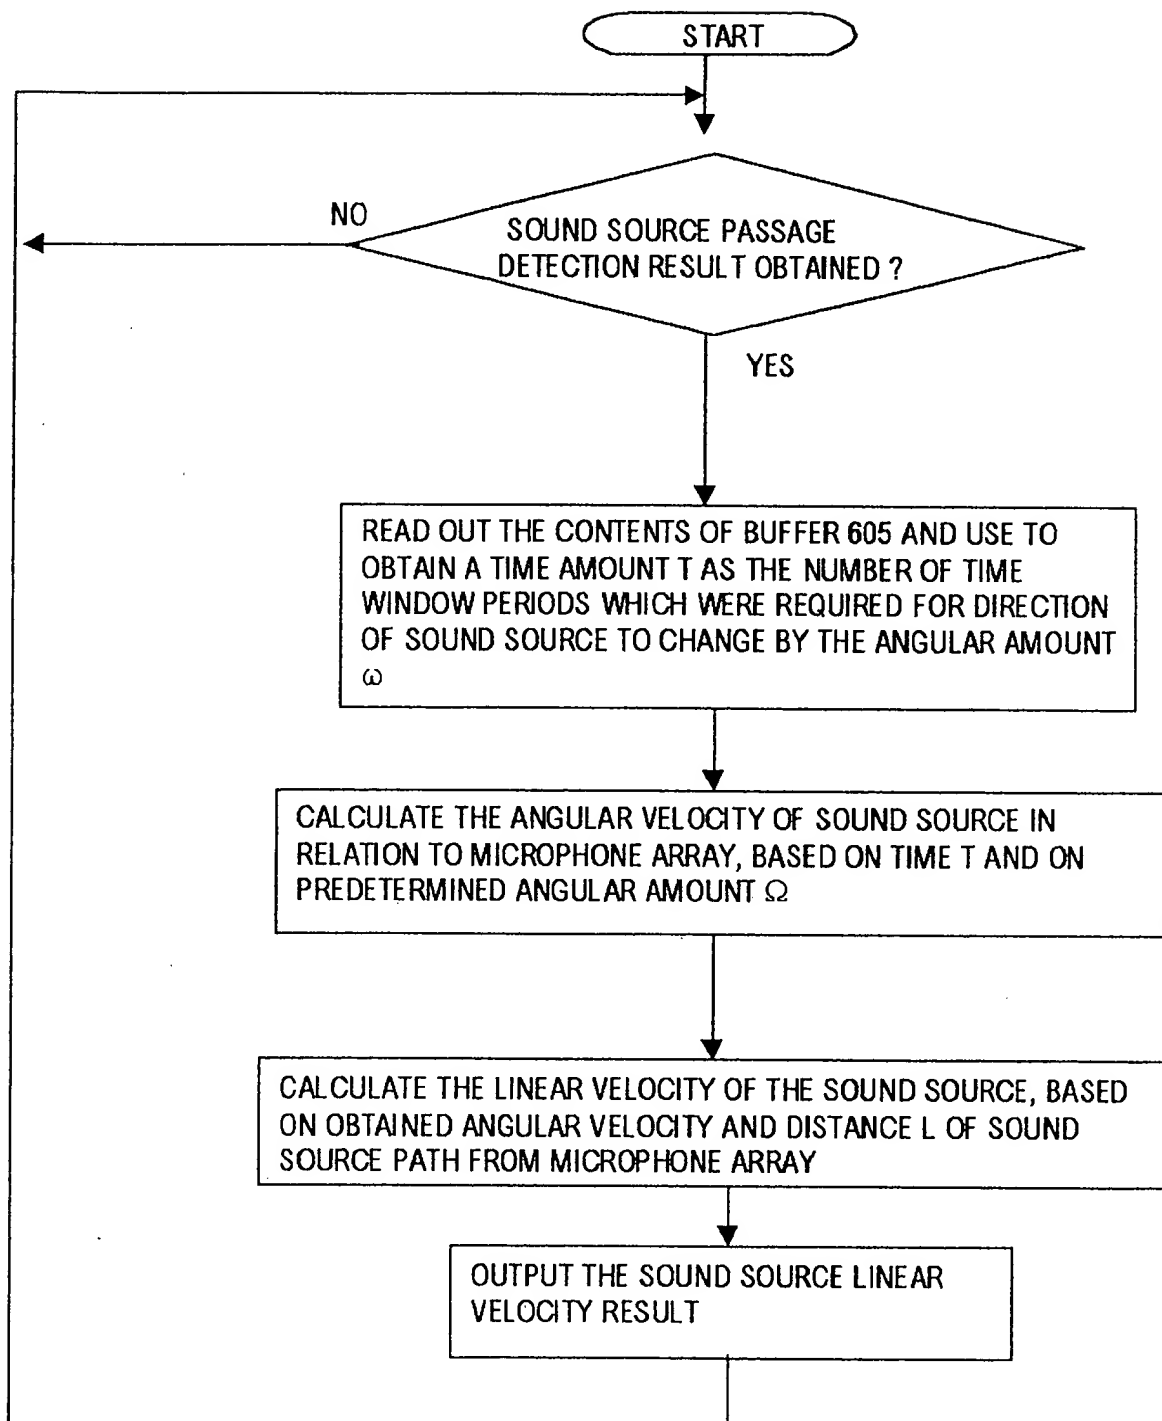 START
NO
SOUND SOURCE PASSAGE
DETECTION RESULT OBTAINED ?
YES
READ OUT THE CONTENTS OF BUFFER 605 AND USE TO
OBTAIN A TIME AMOUNT T AS THE NUMBER OF TIME
WINDOW PERIODS WHICH WERE REQUIRED FOR DIRECTION
OF SOUND SOURCE TO CHANGE BY THE ANGULAR AMOUNT
ω
CALCULATE THE ANGULAR VELOCITY OF SOUND SOURCE IN
RELATION TO MICROPHONE ARRAY, BASED ON TIME T AND ON
PREDETERMINED ANGULAR AMOUNT Ω
CALCULATE THE LINEAR VELOCITY OF THE SOUND SOURCE, BASED
ON OBTAINED ANGULAR VELOCITY AND DISTANCE L OF SOUND
SOURCE PATH FROM MICROPHONE ARRAY
OUTPUT THE SOUND SOURCE LINEAR
VELOCITY RESULT